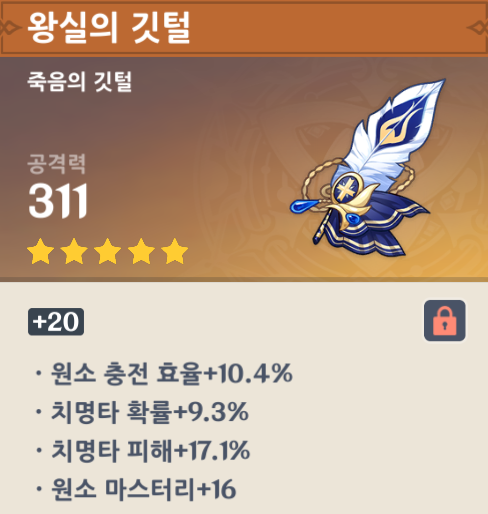 왕실의 깃털
죽음의 깃털
공격력
311
+20
· 원소 충전 효율+10.4%
· 치명타 확률+9.3%
· 치명타 피해+17.1%
· 원소 마스터리+16